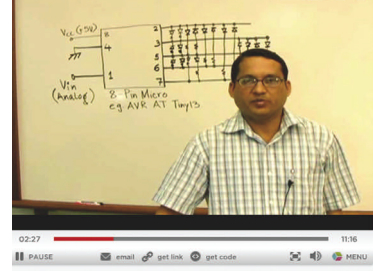 Vcc (+5V)
8
2
4
3
5
6
1
7
Vin
(Analog)
8-Pin Micro
eg. AVR AT Tiny13
02:27
11:16
PAUSE
email
get link
get code
MENU